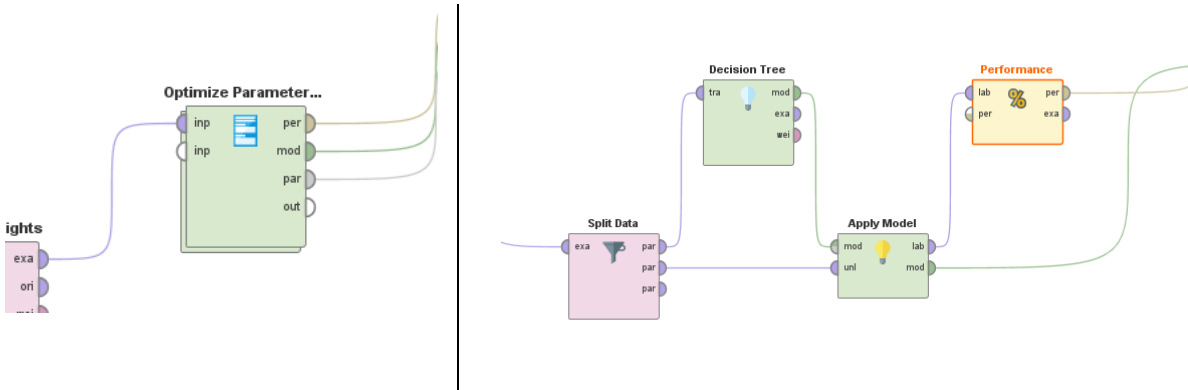 Optimize Parameter...
inp
per
inp
mod
par
out
ights
exa
ori
Decision Tree
tra
mod
exa
wei
Performance
lab
per
per
exa
%
Split Data
exa
par
par
par
Apply Model
mod
lab
unl
mod